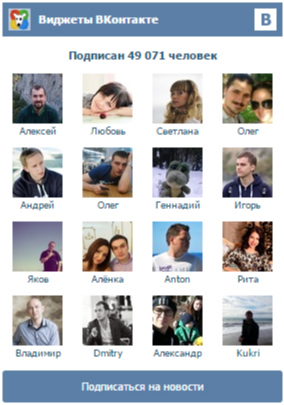 Виджеты ВКонтакте
В
Подписан 49 071 человек
Алексей Любовь Светлана Олег
Андрей Олег Геннадий Игорь
Яков Алёнка Anton Рита
Владимир Dmitry Александр Kukri
Подписаться на новости